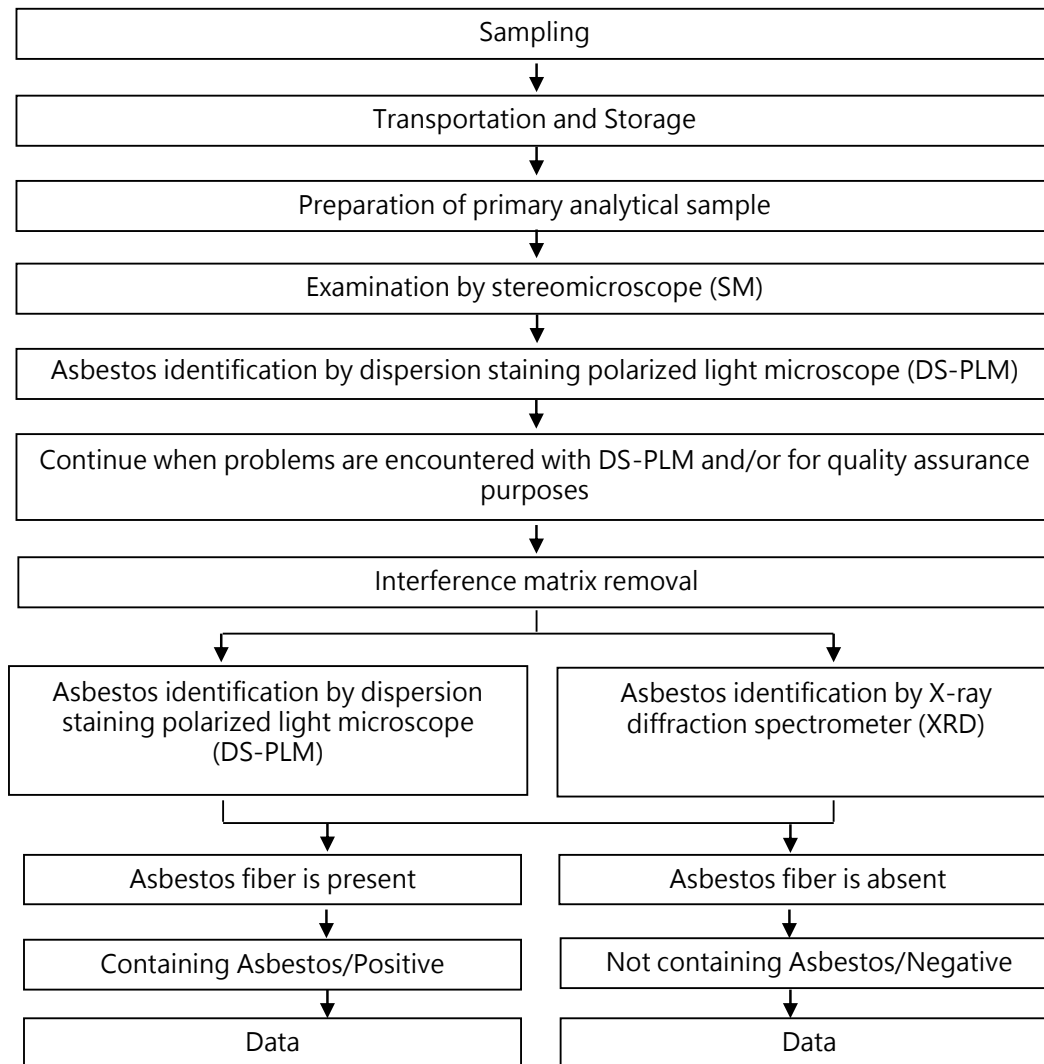 Sampling
Transportation and Storage
Preparation of primary analytical sample
Examination by stereomicroscope (SM)
Asbestos identification by dispersion staining polarized light microscope (DS-PLM)
Continue when problems are encountered with DS-PLM and/or for quality assurance
purposes
Interference matrix removal
Asbestos identification by dispersion
staining polarized light microscope
(DS-PLM)
Asbestos identification by X-ray
diffraction spectrometer (XRD)
Asbestos fiber is present
Asbestos fiber is absent
Containing Asbestos/Positive
Not containing Asbestos/Negative
Data
Data